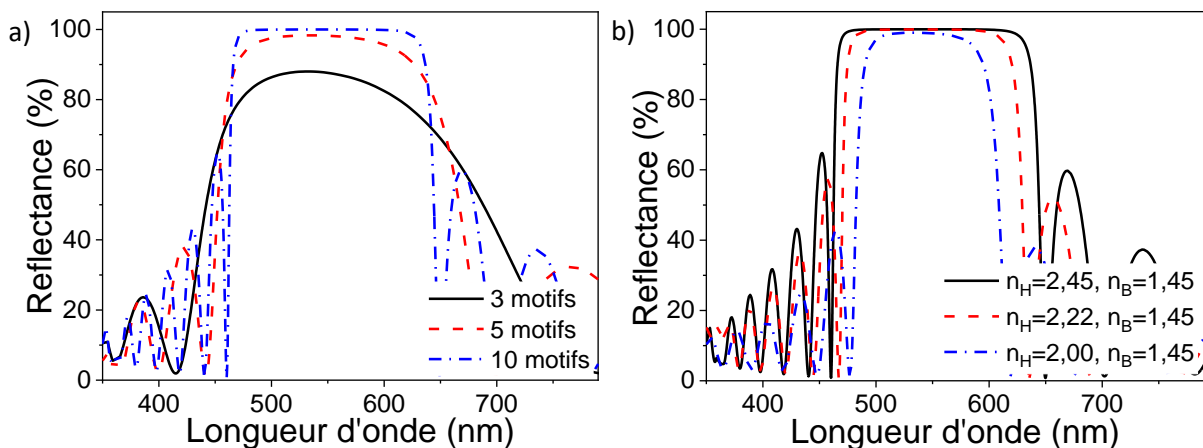 a)
Reflectance (%)
100
80
60
40
20
0
3 motifs
5 motifs
10 motifs
400
500
600
700
Longueur d'onde (nm)
b)
Reflectance (%)
100
80
60
40
20
0
n_H=2,45, n_B=1,45
n_H=2,22, n_B=1,45
n_H=2,00, n_B=1,45
400
500
600
700
Longueur d'onde (nm)